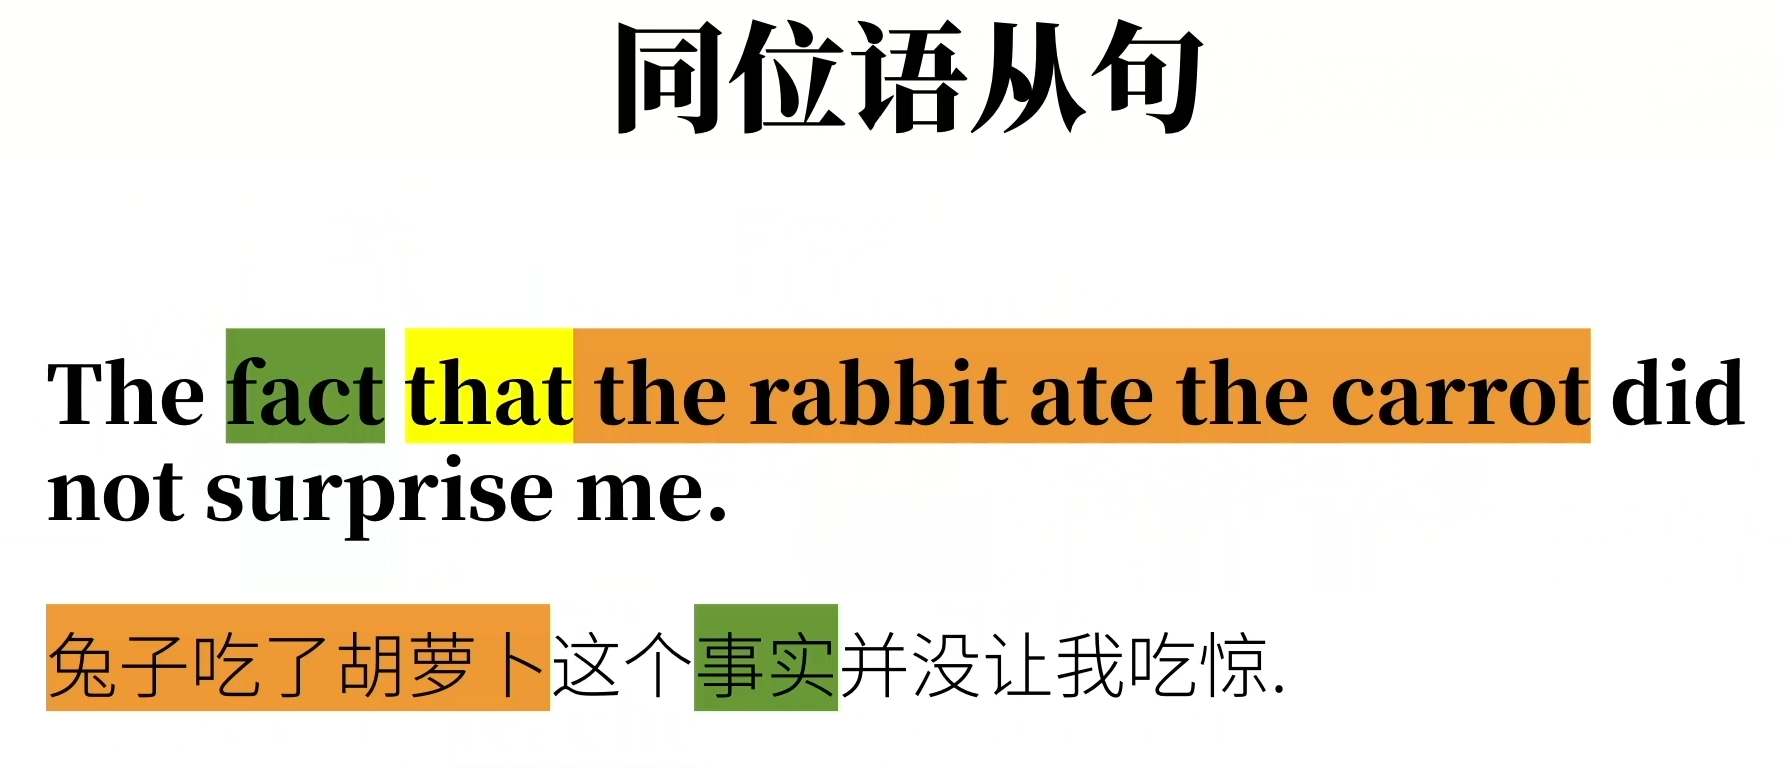 同位语从句
The fact that the rabbit ate the carrot did
not surprise me.
兔子吃了胡萝卜这个事实并没让我吃惊.